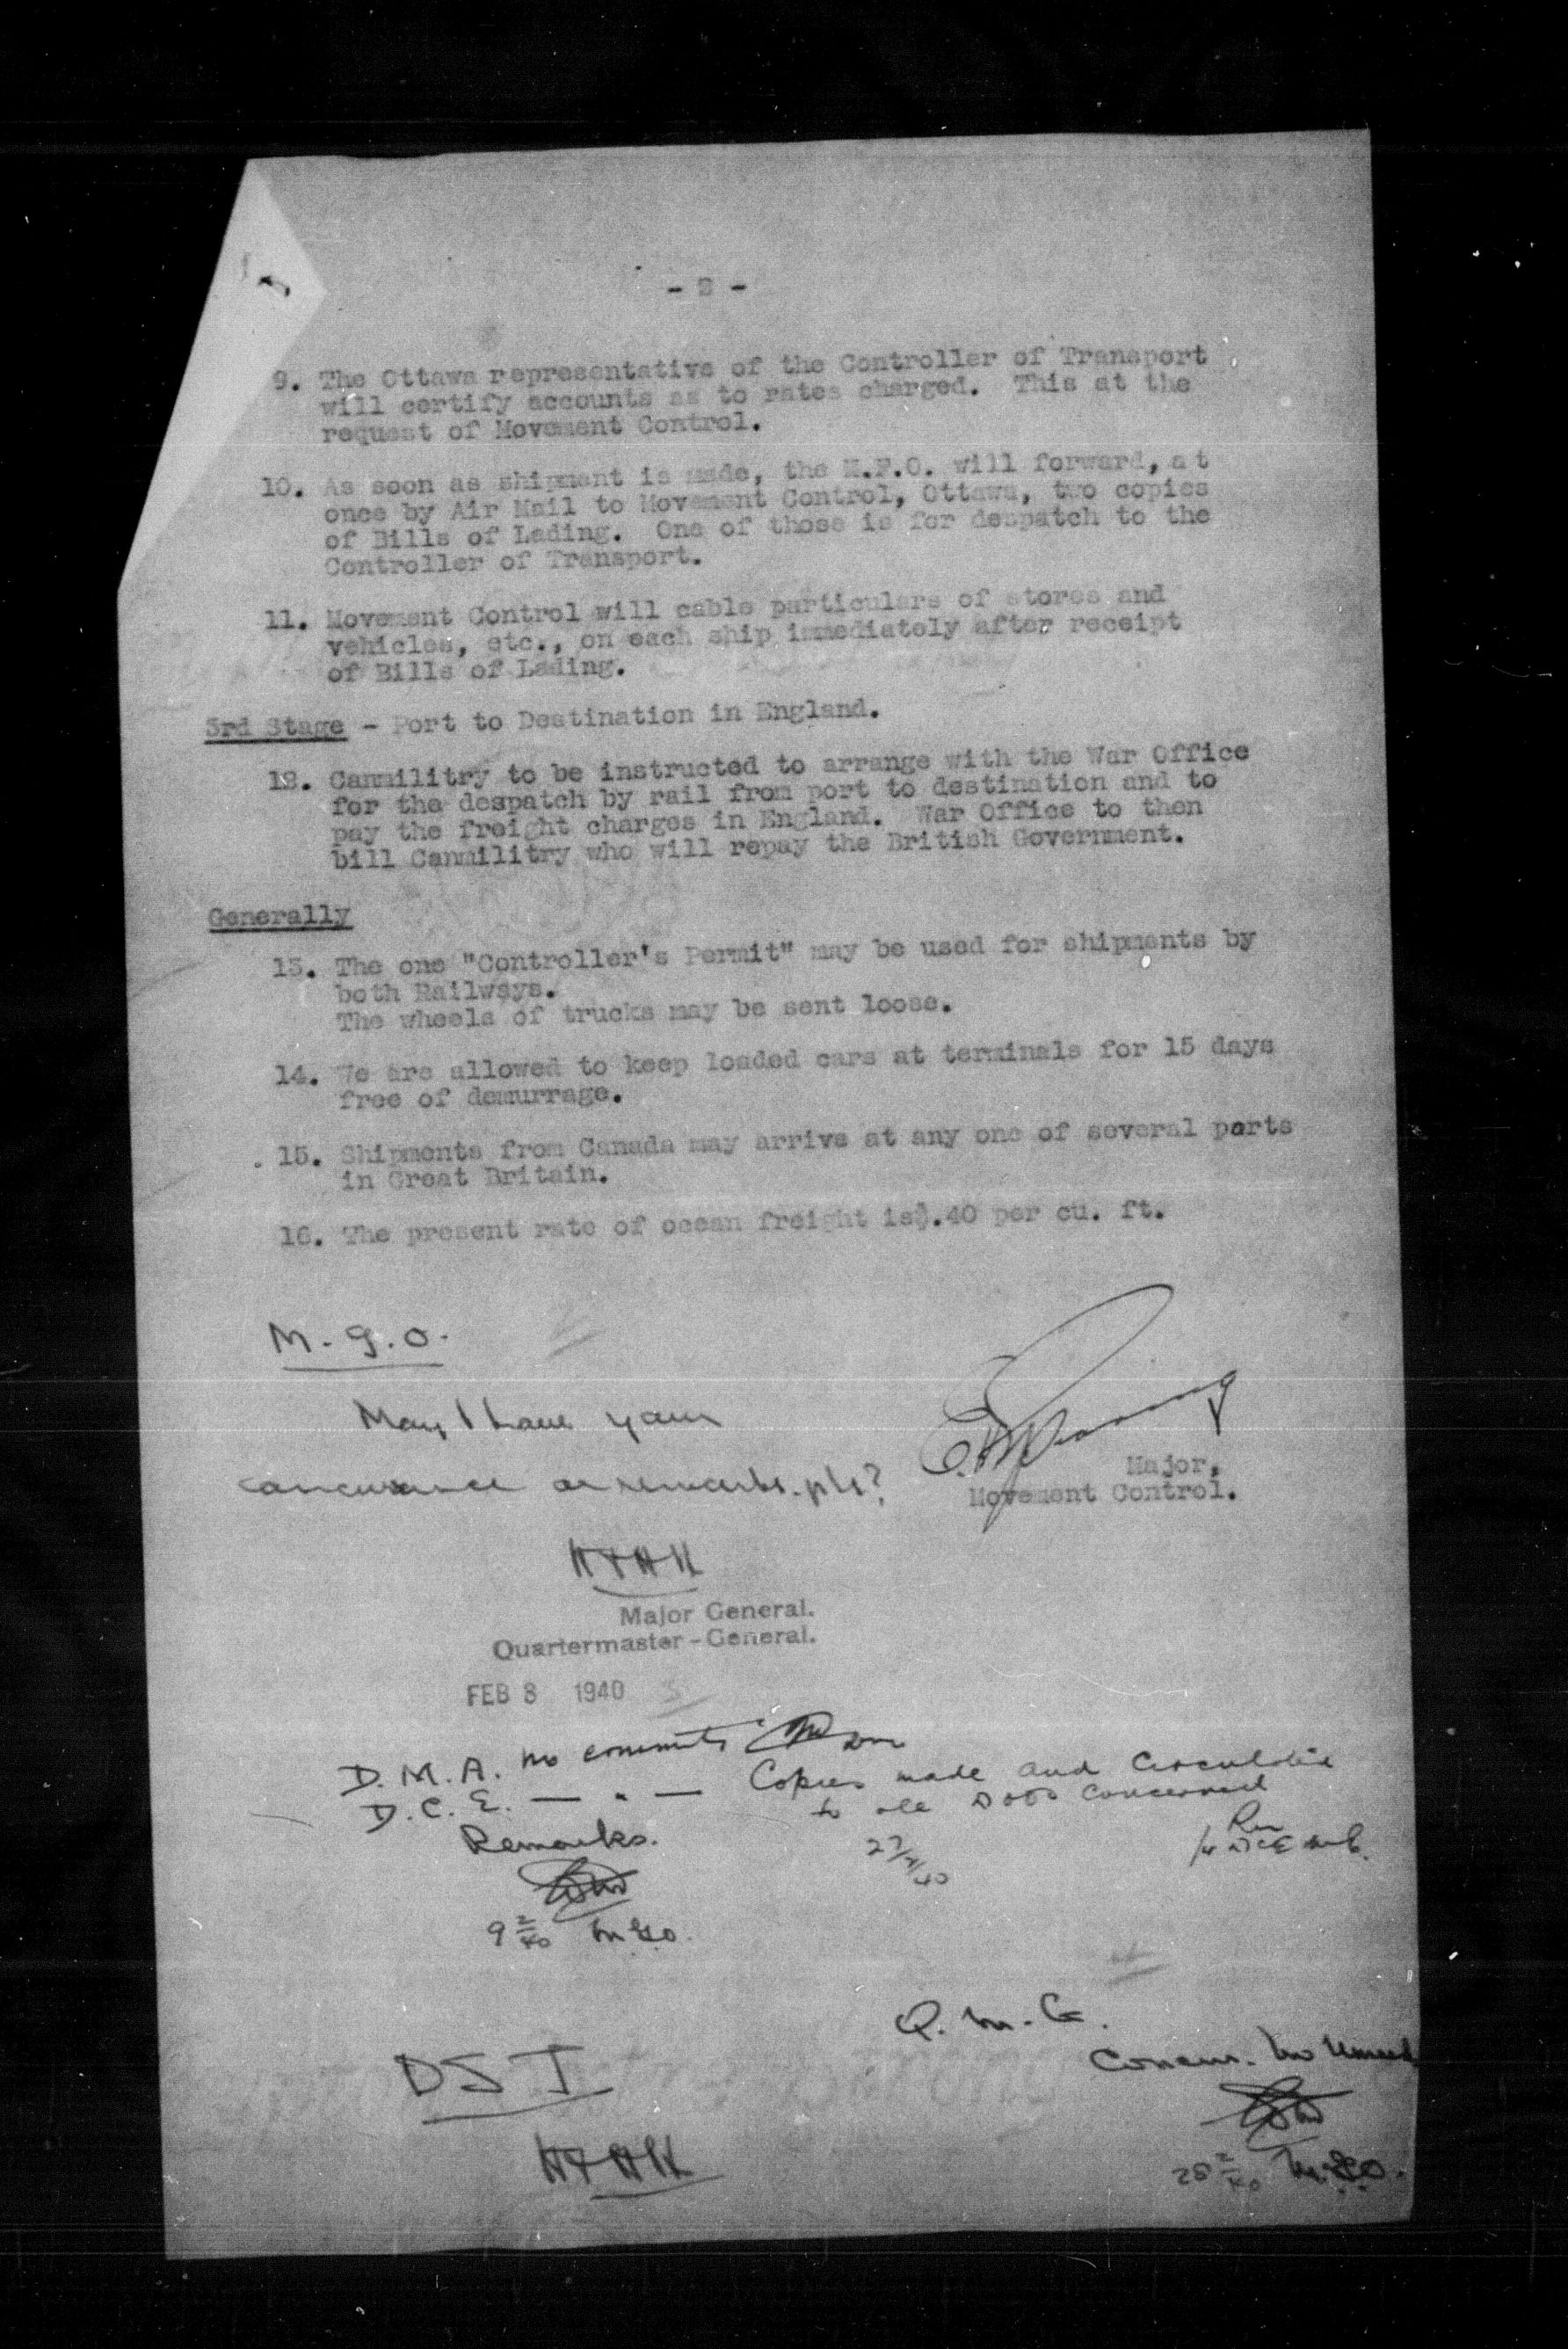 - 2 -
9. The Ottawa representative of the Controller of Transport
will certify accounts as to rates charged. This at the
request of Movement Control.
10. As soon as shipment is made, the M.F.O. will forward, at
once by Air Mail to Movement Control, Ottawa, two copies
of Bills of Lading. One of those is for despatch to the
Controller of Transport.
11. Movement Control will cable particulars of stores and
vehicles, etc., on each ship immediately after receipt
of Bills of Lading.
3rd Stage - Port to Destination in England.
12. Canmilitry to be instructed to arrange with the War Office
for the despatch by rail from port to destination and to
pay the freight charges in England. War Office to then
bill Canmilitry who will repay the British Government.
Generally
13. The one "Controller's Permit" may be used for shipments by
both Railways.
The wheels of trucks may be sent loose.
14. We are allowed to keep loaded cars at terminals for 15 days
free of demurrage.
15. Shipments from Canada may arrive at any one of several ports
in Great Britain.
16. The present rate of ocean freight is $.40 per cu. ft.
M.G.O.
May I have your
concurrence or remarks pls?
Major,
Movement Control.
Major General.
Quartermaster-General.
FEB 8 1940
D.M.A. no comments
D.C.E. — " — Copies made and circulated
to all concerned
Remarks.
27/2/40
9 2/40 M.G.O.
Q.M.G.
Concur.
DST
28 2/40 M.G.O.